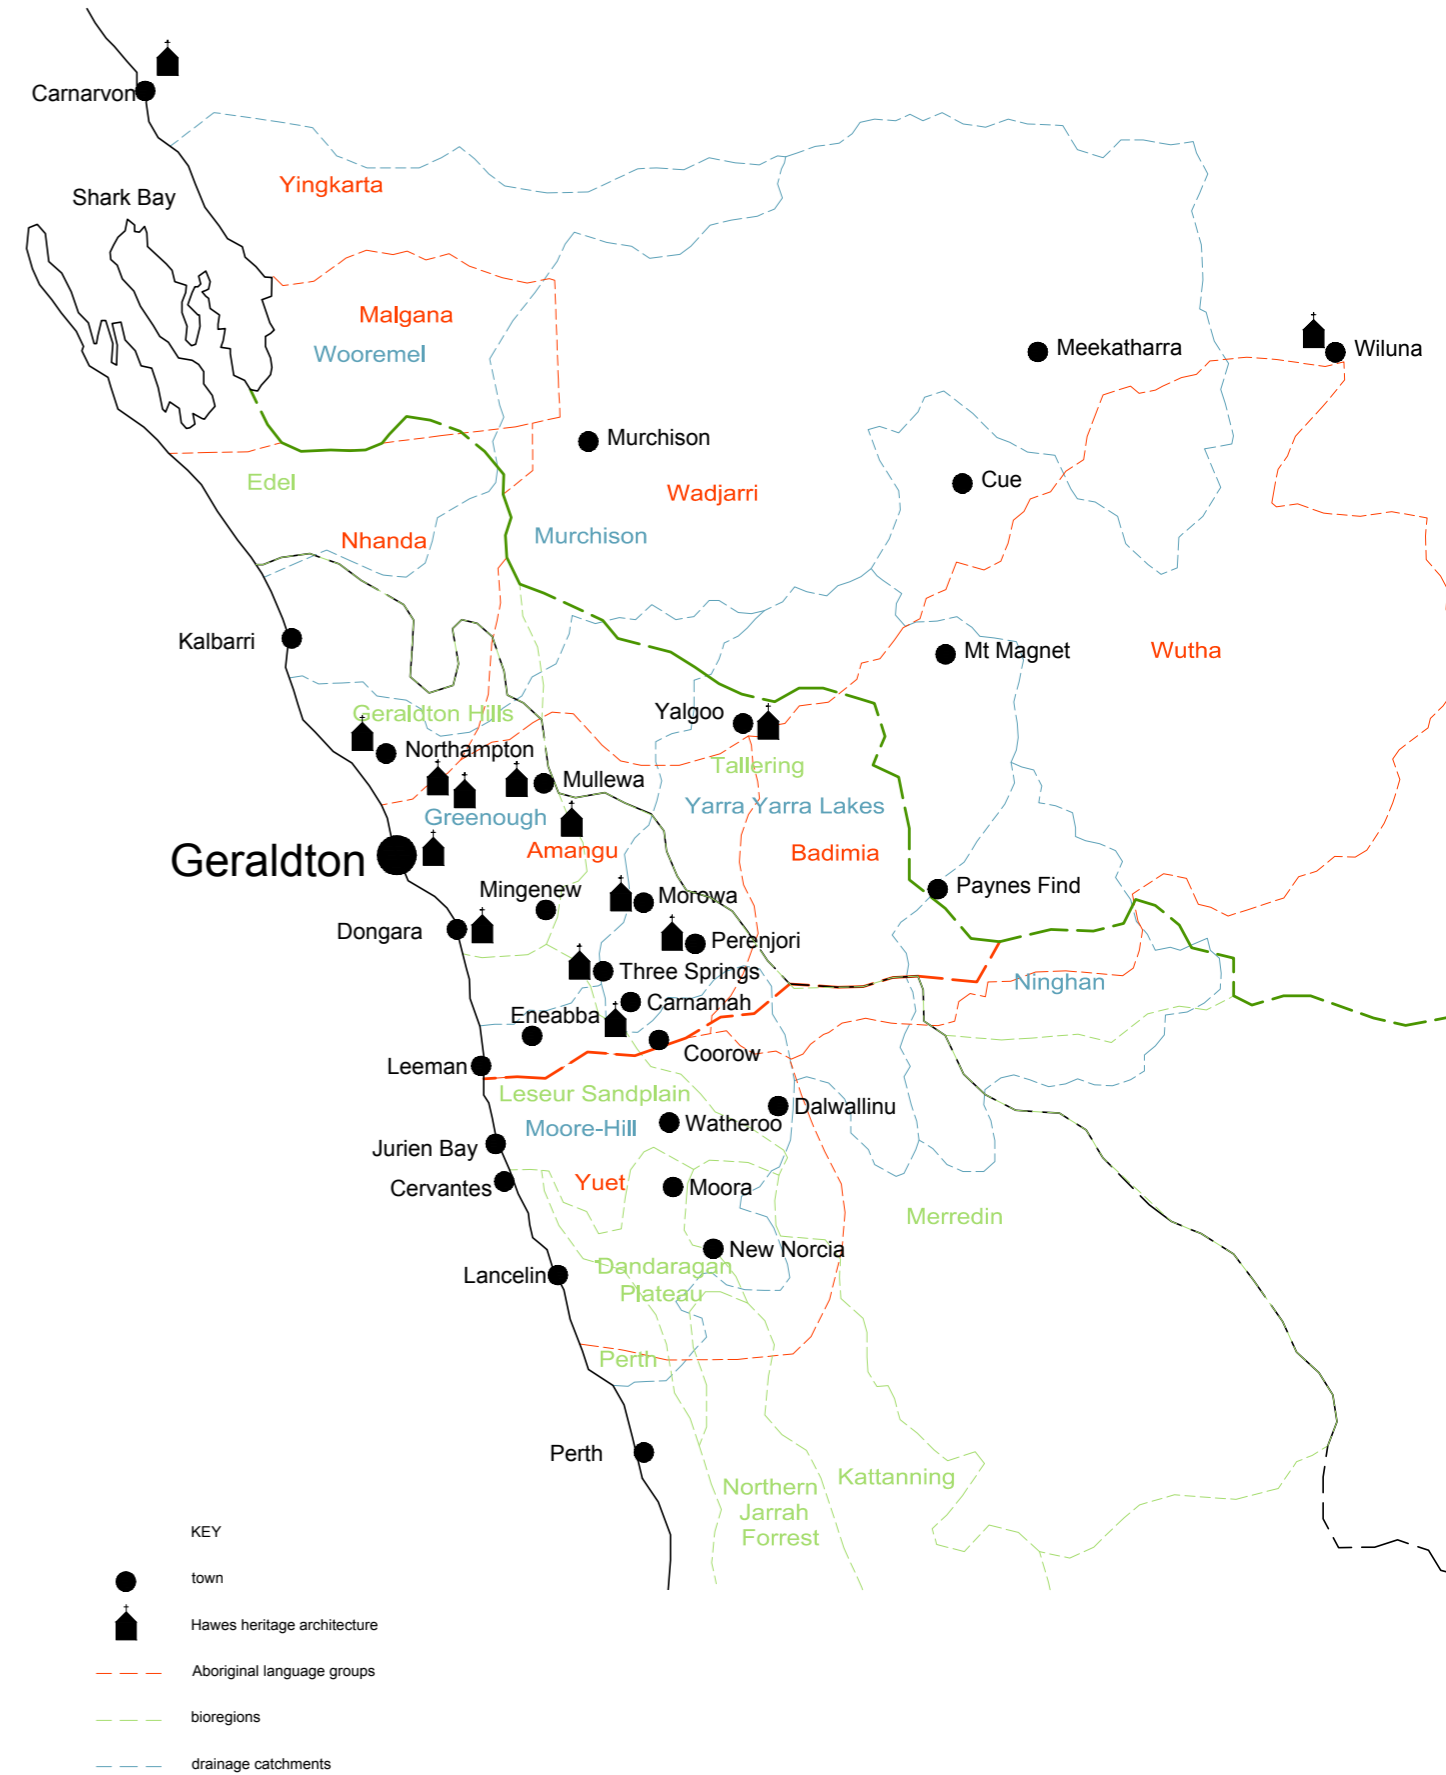 Carnarvon
Yingkarta
Shark Bay
Malgana
Wooremel
Meekatharra
Wiluna
Murchison
Edel
Wadjarri
Cue
Nhanda
Murchison
Kalbarri
Mt Magnet
Wutha
Geraldton Hills
Yalgoo
Northampton
Tallering
Mullewa
Greenough
Yarra Yarra Lakes
Geraldton
Amangu
Badimia
Mingenew
Morowa
Paynes Find
Dongara
Perenjori
Three Springs
Ninghan
Carnamah
Eneabba
Coorow
Leeman
Leseur Sandplain
Dalwallinu
Moore-Hill
Watheroo
Jurien Bay
Cervantes
Yuet
Moora
Merredin
New Norcia
Lancelin
Dandaragan
Plateau
Perth
Perth
Kattanning
Northern
Jarrah
Forrest
KEY
town
Hawes heritage architecture
Aboriginal language groups
bioregions
drainage catchments